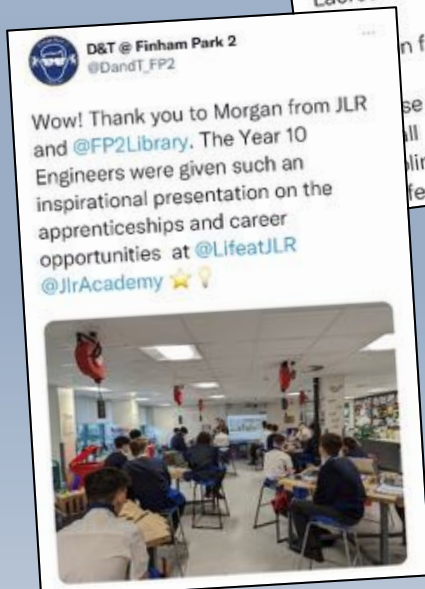 D&T @ Finham Park 2
@DandT_FP2
Wow! Thank you to Morgan from JLR
and @FP2Library. The Year 10
Engineers were given such an
inspirational presentation on the
apprenticeships and career
opportunities at @LifeatJLR
@JlrAcademy